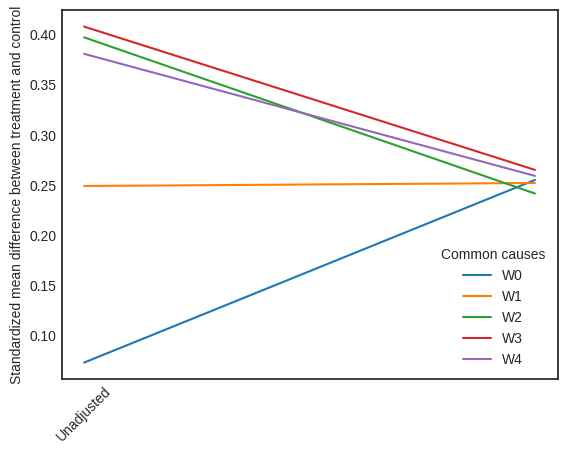 Standardized mean difference between treatment and control
0.40
0.35
0.30
0.25
0.20
0.15
0.10
Common causes
W0
W1
W2
W3
W4
Unadjusted